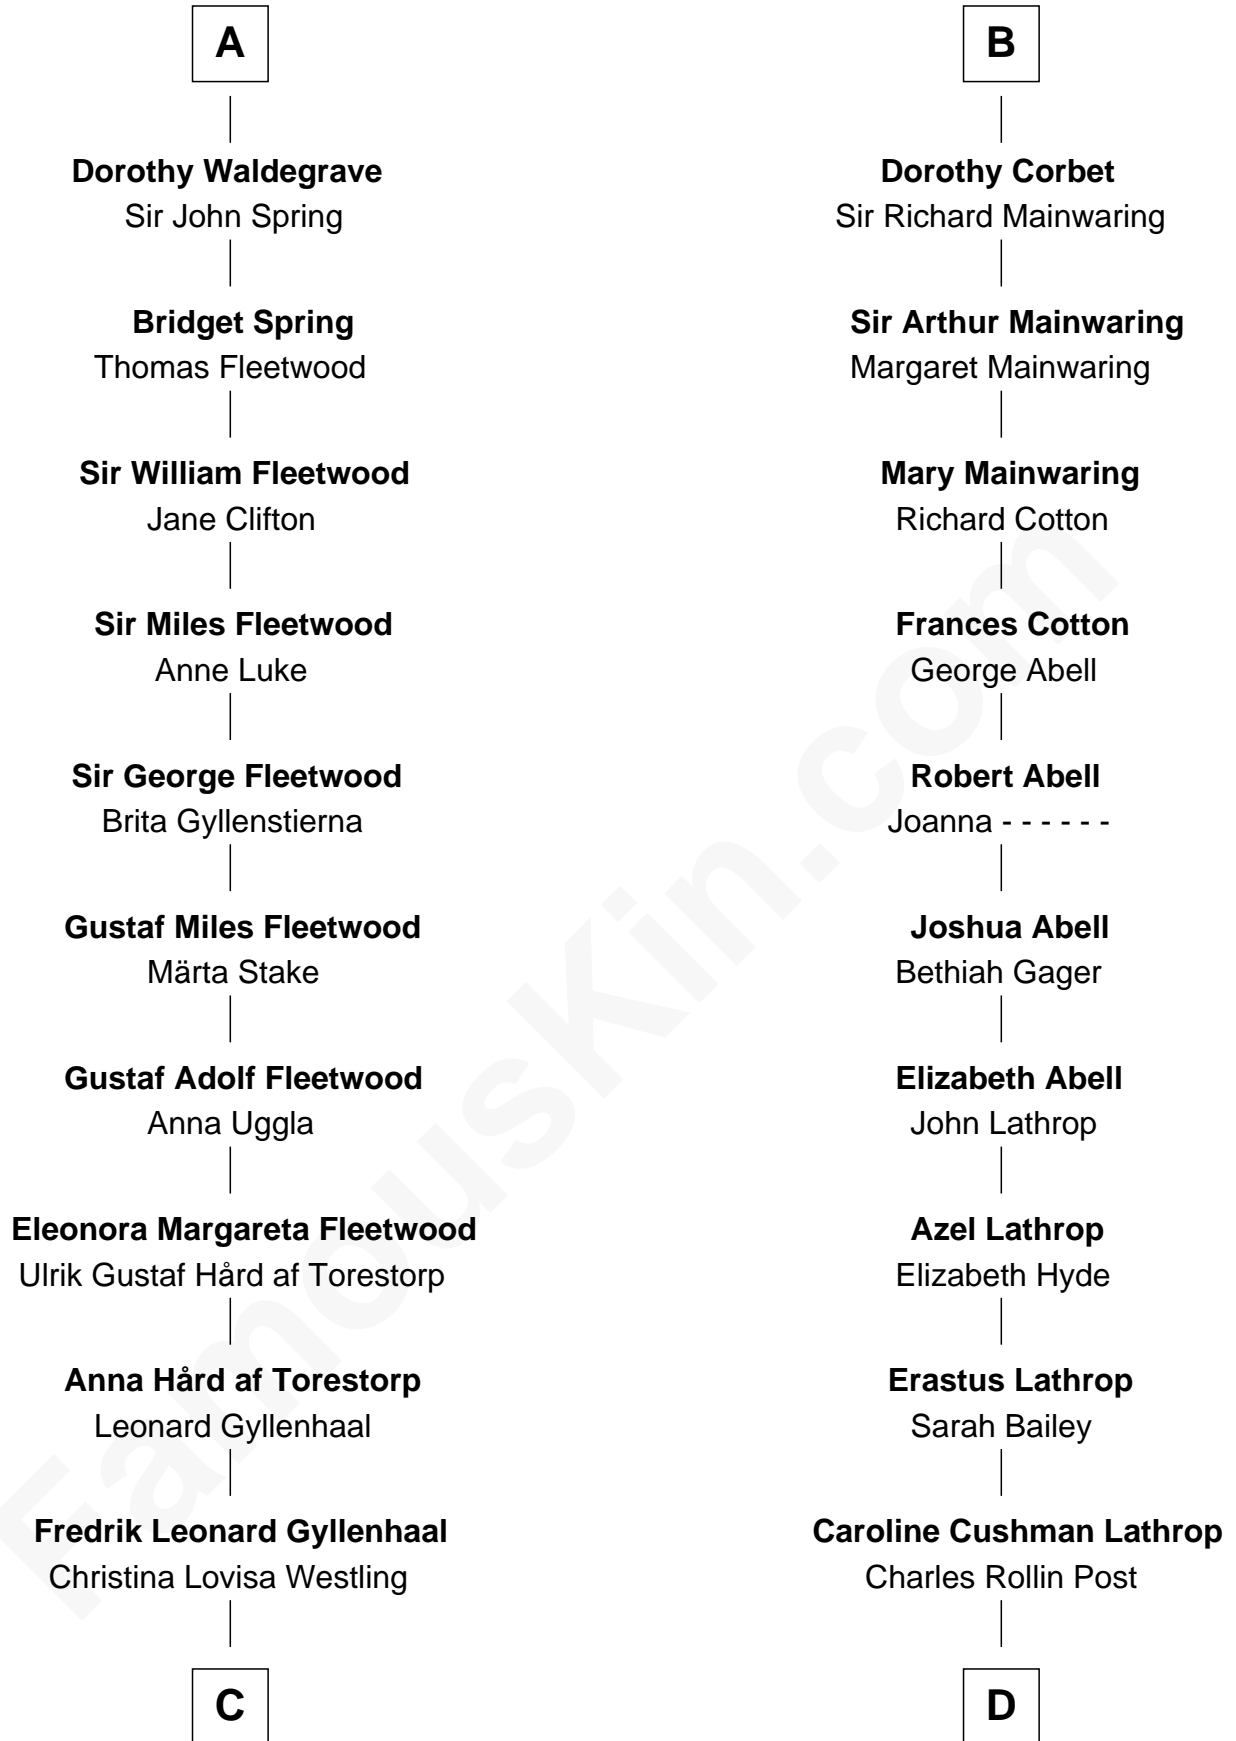 A
Dorothy Waldegrave
Sir John Spring
Bridget Spring
Thomas Fleetwood
Sir William Fleetwood
Jane Clifton
Sir Miles Fleetwood
Anne Luke
Sir George Fleetwood
Brita Gyllenstierna
Gustaf Miles Fleetwood
Märta Stake
Gustaf Adolf Fleetwood
Anna Uggla
Eleonora Margareta Fleetwood
Ulrik Gustaf Hård af Torestorp
Anna Hård af Torestorp
Leonard Gyllenhaal
Fredrik Leonard Gyllenhaal
Christina Lovisa Westling
C
B
Dorothy Corbet
Sir Richard Mainwaring
Sir Arthur Mainwaring
Margaret Mainwaring
Mary Mainwaring
Richard Cotton
Frances Cotton
George Abell
Robert Abell
Joanna - - - - - -
Joshua Abell
Bethiah Gager
Elizabeth Abell
John Lathrop
Azel Lathrop
Elizabeth Hyde
Erastus Lathrop
Sarah Bailey
Caroline Cushman Lathrop
Charles Rollin Post
D
FamousKin.com